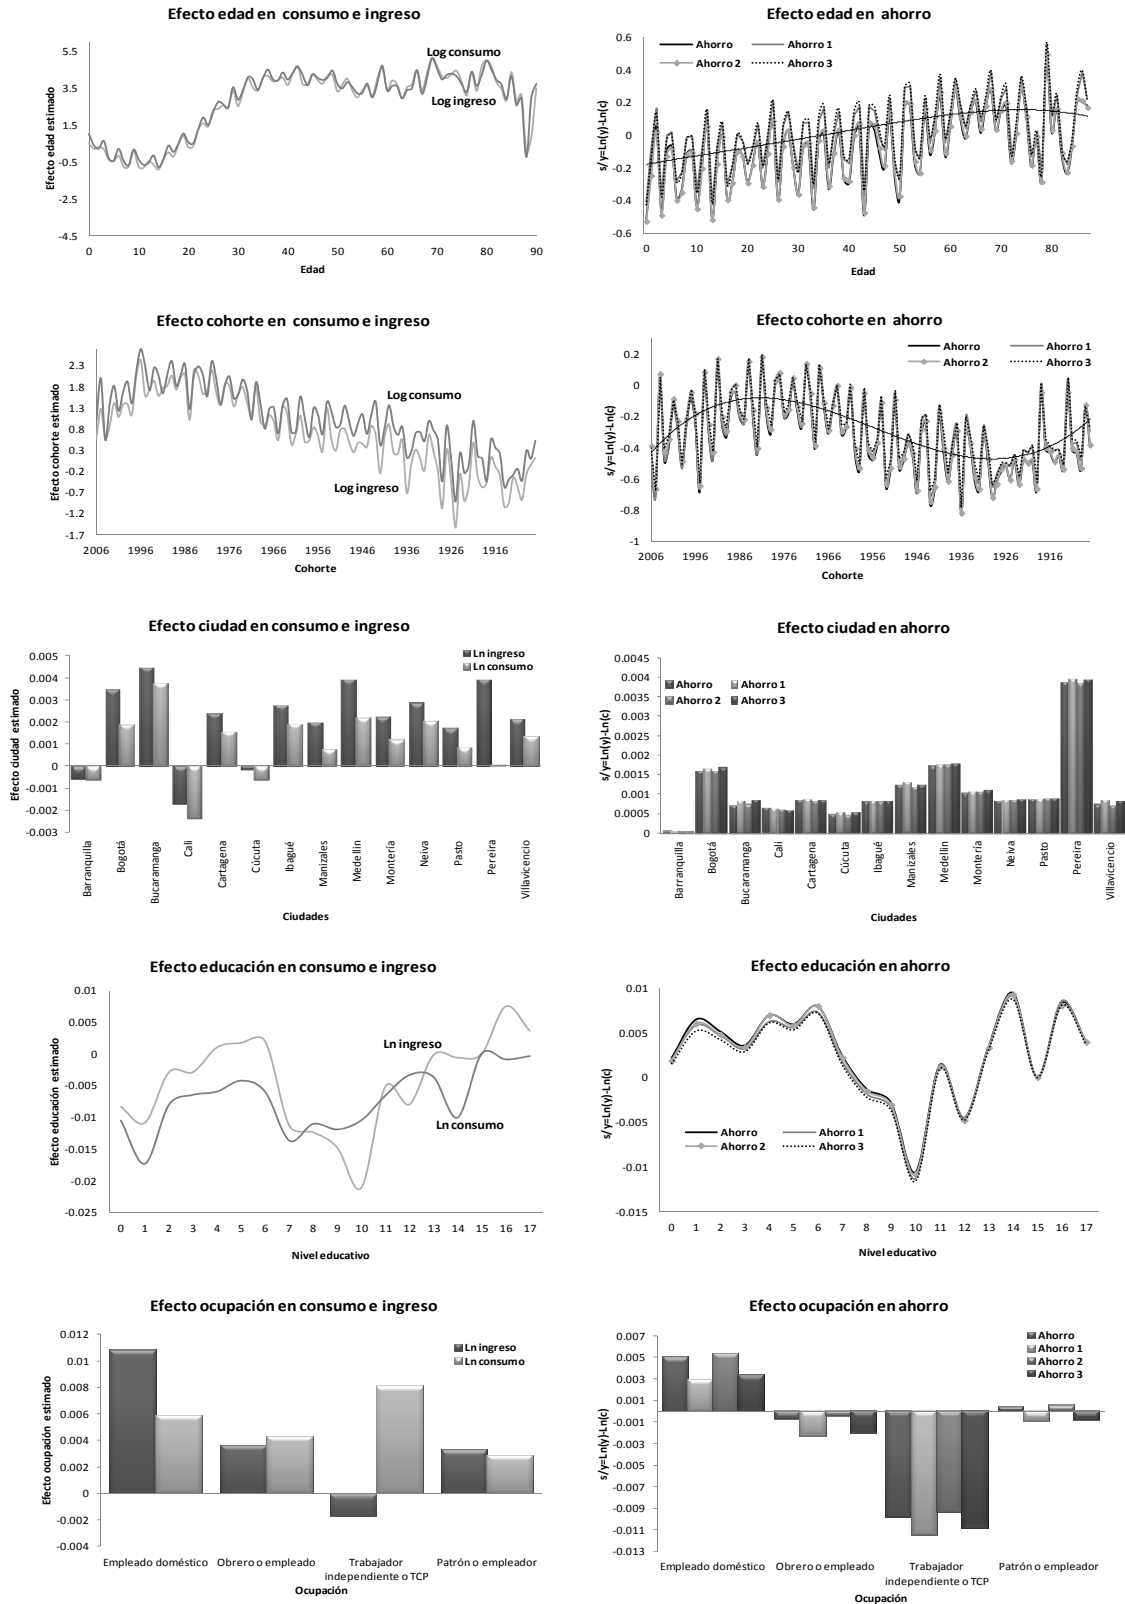 Efecto edad en consumo e ingreso
5.5
3.5
1.5
-0.5
-2.5
-4.5
Efecto edad estimado
Log consumo
Log ingreso
0 10 20 30 40 50 60 70 80 90
Edad
Efecto edad en ahorro
0.6
0.4
0.2
0
-0.2
-0.4
-0.6
s/y=Ln(y)-Ln(c)
Ahorro Ahorro 1
Ahorro 2 Ahorro 3
0 10 20 30 40 50 60 70 80
Edad
Efecto cohorte en consumo e ingreso
2.3
1.8
1.3
0.8
0.3
-0.2
-0.7
-1.2
-1.7
Efecto cohorte estimado
Log consumo
Log ingreso
2006 1996 1986 1976 1966 1956 1946 1936 1926 1916
Cohorte
Efecto cohorte en ahorro
0.2
0
-0.2
-0.4
-0.6
-0.8
-1
s/y=Ln(y)-Ln(c)
Ahorro Ahorro 1
Ahorro 2 Ahorro 3
2006 1996 1986 1976 1966 1956 1946 1936 1926 1916
Cohorte
Efecto ciudad en consumo e ingreso
0.005
0.004
0.003
0.002
0.001
0
-0.001
-0.002
-0.003
Efecto ciudad estimado
Ln ingreso
Ln consumo
Barranquilla Bogotá Bucaramanga Cali Cartagena Cúcuta Ibagué Manizales Medellín Montería Neiva Pasto Pereira Villavicencio
Ciudades
Efecto ciudad en ahorro
0.0045
0.004
0.0035
0.003
0.0025
0.002
0.0015
0.001
0.0005
0
s/y=Ln(y)-Ln(c)
Ahorro Ahorro 1
Ahorro 2 Ahorro 3
Barranquilla Bogotá Bucaramanga Cali Cartagena Cúcuta Ibagué Manizales Medellín Montería Neiva Pasto Pereira Villavicencio
Ciudades
Efecto educación en consumo e ingreso
0.01
0.005
0
-0.005
-0.01
-0.015
-0.02
-0.025
Efecto educación estimado
Ln ingreso
Ln consumo
0 1 2 3 4 5 6 7 8 9 10 11 12 13 14 15 16 17
Nivel educativo
Efecto educación en ahorro
0.01
0.005
0
-0.005
-0.01
-0.015
s/y=Ln(y)-Ln(c)
Ahorro Ahorro 1
Ahorro 2 Ahorro 3
0 1 2 3 4 5 6 7 8 9 10 11 12 13 14 15 16 17
Nivel educativo
Efecto ocupación en consumo e ingreso
0.012
0.01
0.008
0.006
0.004
0.002
0
-0.002
-0.004
Efecto ocupación estimado
Ln ingreso
Ln consumo
Empleado doméstico Obrero o empleado Trabajador Patrón o empleador
independiente o TCP
Ocupación
Efecto ocupación en ahorro
0.007
0.005
0.003
0.001
-0.001
-0.003
-0.005
-0.007
-0.009
-0.011
-0.013
s/y=Ln(y)-Ln(c)
Ahorro
Ahorro 1
Ahorro 2
Ahorro 3
Empleado doméstico Obrero o empleado Trabajador Patrón o empleador
independiente o TCP
Ocupación